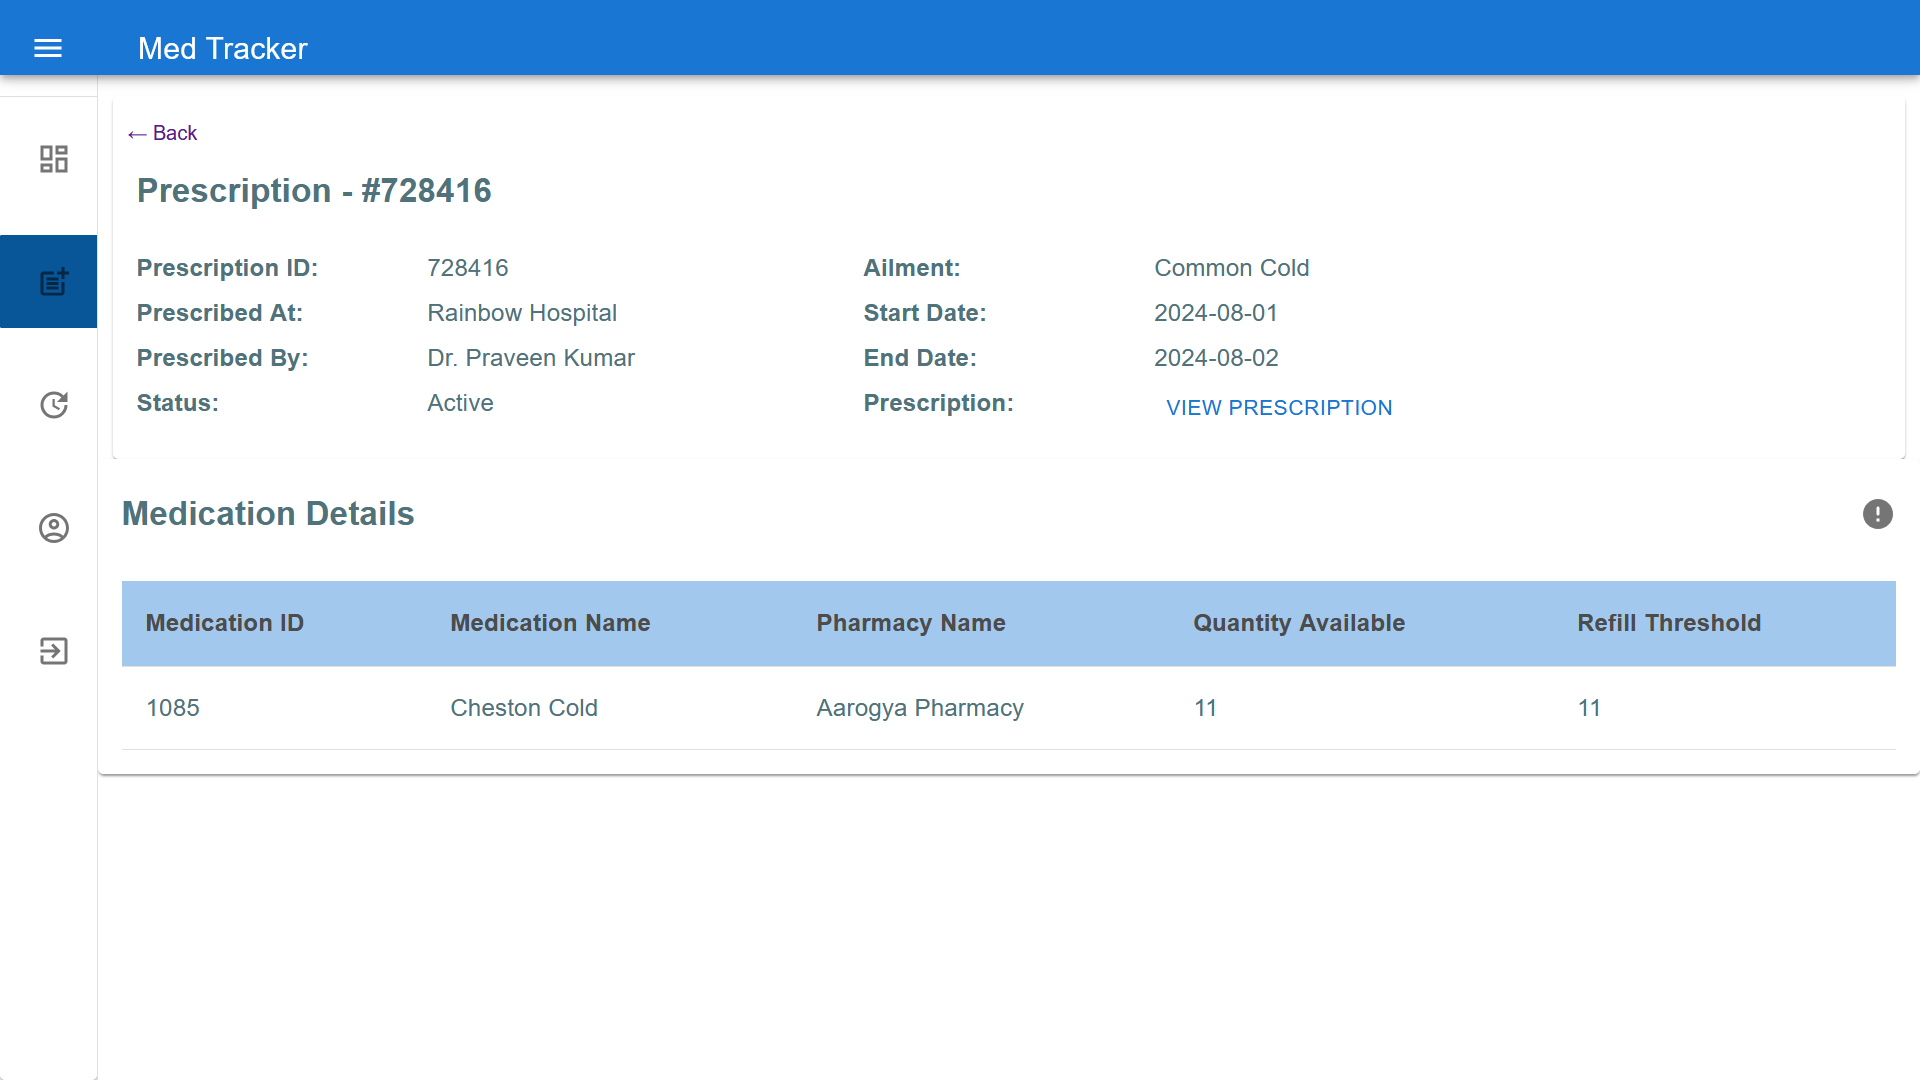 Med Tracker
← Back
Prescription - #728416
Prescription ID: 728416 Ailment: Common Cold
Prescribed At: Rainbow Hospital Start Date: 2024-08-01
Prescribed By: Dr. Praveen Kumar End Date: 2024-08-02
Status: Active Prescription: VIEW PRESCRIPTION
Medication Details
Medication ID Medication Name Pharmacy Name Quantity Available Refill Threshold
1085 Cheston Cold Aarogya Pharmacy 11 11